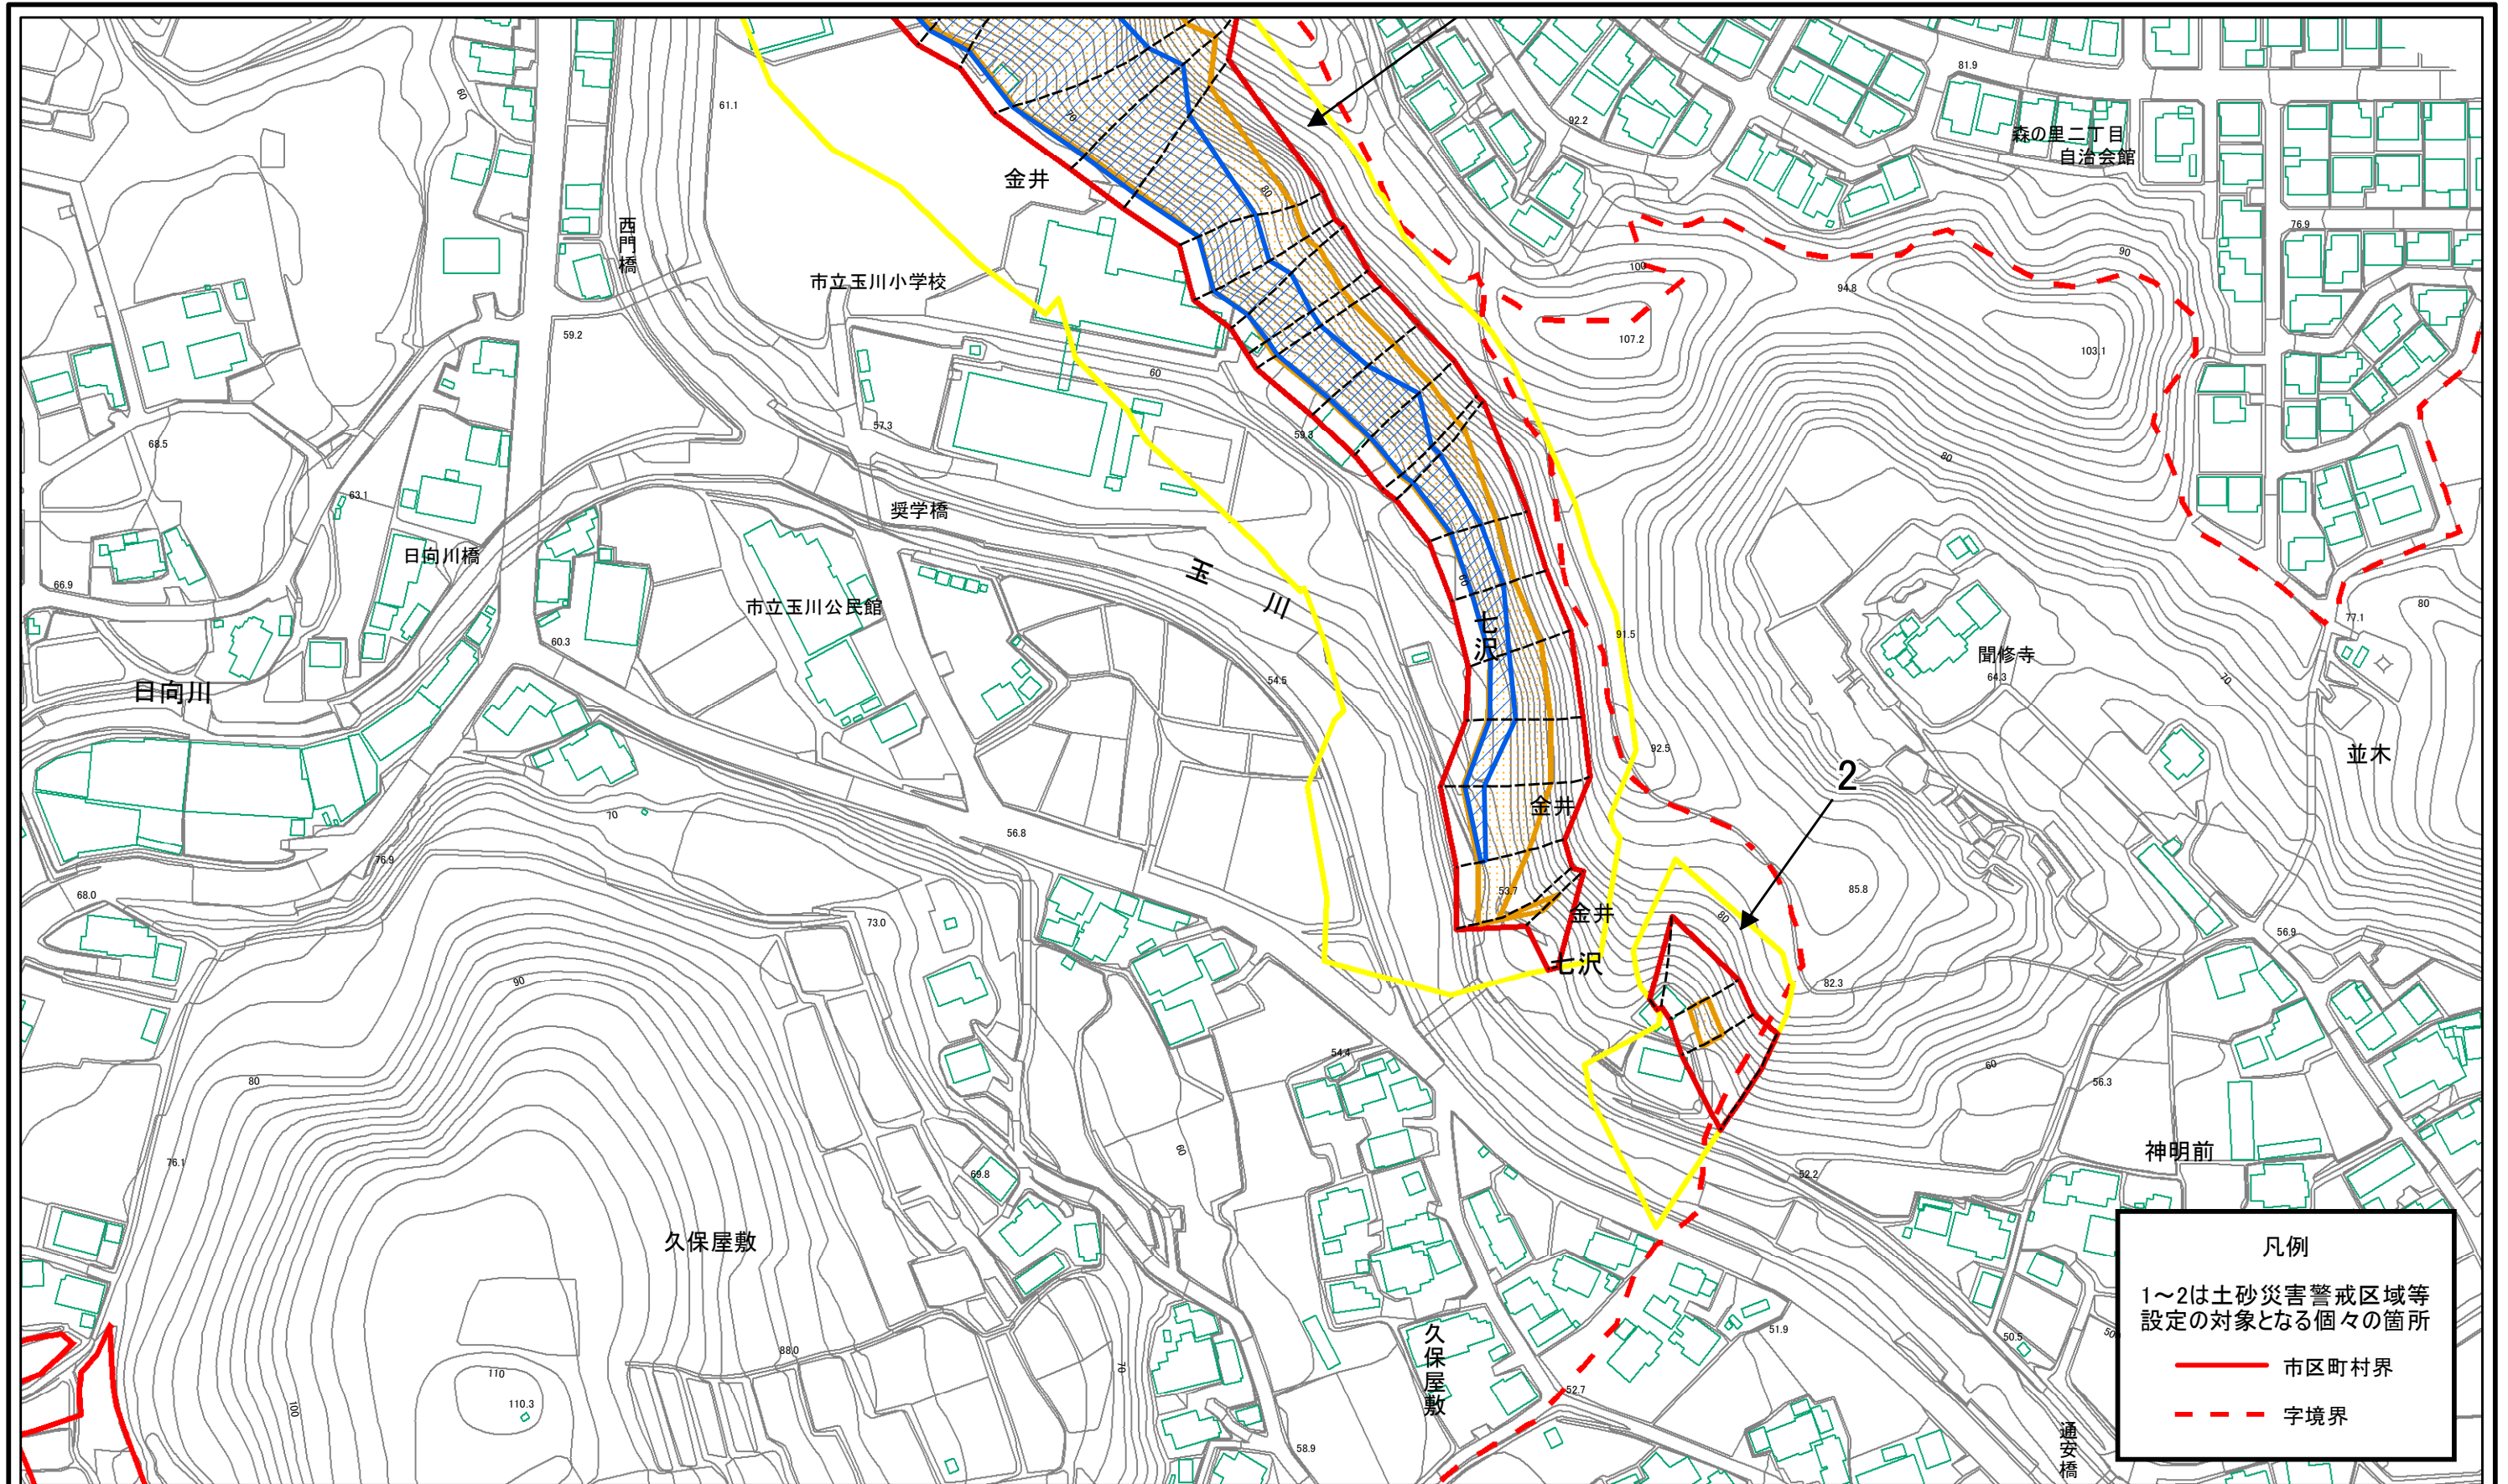 81.9
92.2
森の里二丁目
自治会館
60
61.1
70
金井
80
76.9
西門橋
市立玉川小学校
100
94.8
90
59.2
107.2
103.1
60
57.3
59.8
68.5
80
63.1
奨学橋
日向川橋
玉川
66.9
市立玉川公民館
60
七沢
91.5
77.1
80
60.3
聞修寺
64.3
54.5
70
日向川
92.5
並木
2
金井
70
56.8
76.9
68.0
53.7
85.8
73.0
金井
80
56.9
七沢
90
82.3
54.4
60
56.3
80
76.1
60
神明前
69.8
52.2
久保屋敷
凡例
1～2は土砂災害警戒区域等
設定の対象となる個々の箇所
市区町村界
字境界
久保屋敷
51.9
50.5
88.0
70
110
110.3
100
52.7
58.9
通安橋